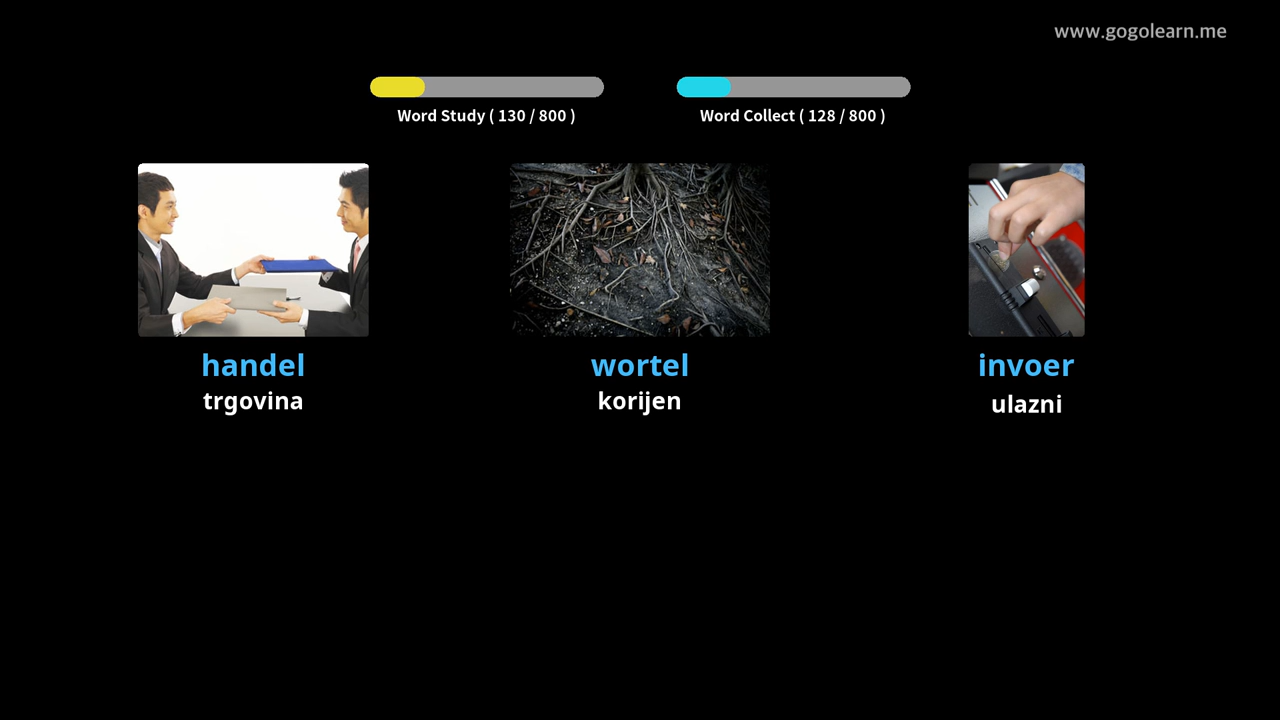 www.gogolearn.me
Word Study ( 130 / 800 )
Word Collect ( 128 / 800 )
handel
trgovina
wortel
korijen
invoer
ulazni